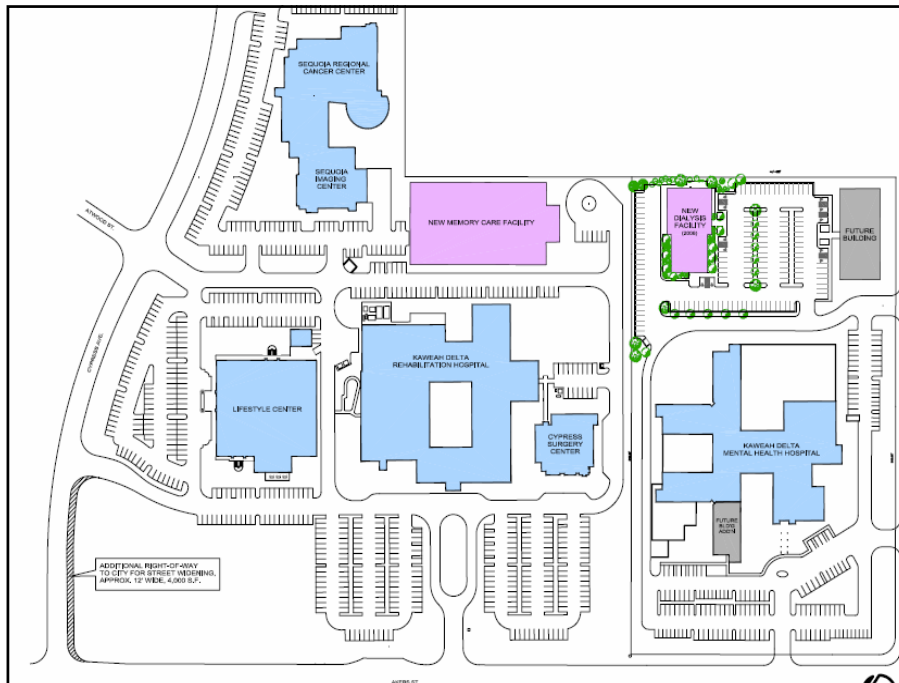 SEQUOIA REGIONAL
CANCER CENTER
SEQUOIA
IMAGING
CENTER
NEW MEMORY CARE FACILITY
NEW
DIALYSIS
FACILITY
(2008)
FUTURE
BUILDING
ATWOOD ST.
CYPRESS AVE.
KAWEAH DELTA
REHABILITATION HOSPITAL
LIFESTYLE CENTER
CYPRESS
SURGERY
CENTER
KAWEAH DELTA
MENTAL HEALTH HOSPITAL
FUTURE
BLDG
ADDN
ADDITIONAL RIGHT-OF-WAY
TO CITY FOR STREET WIDENING,
APPROX. 12' WIDE, 4,000 S.F.
AKERS ST.